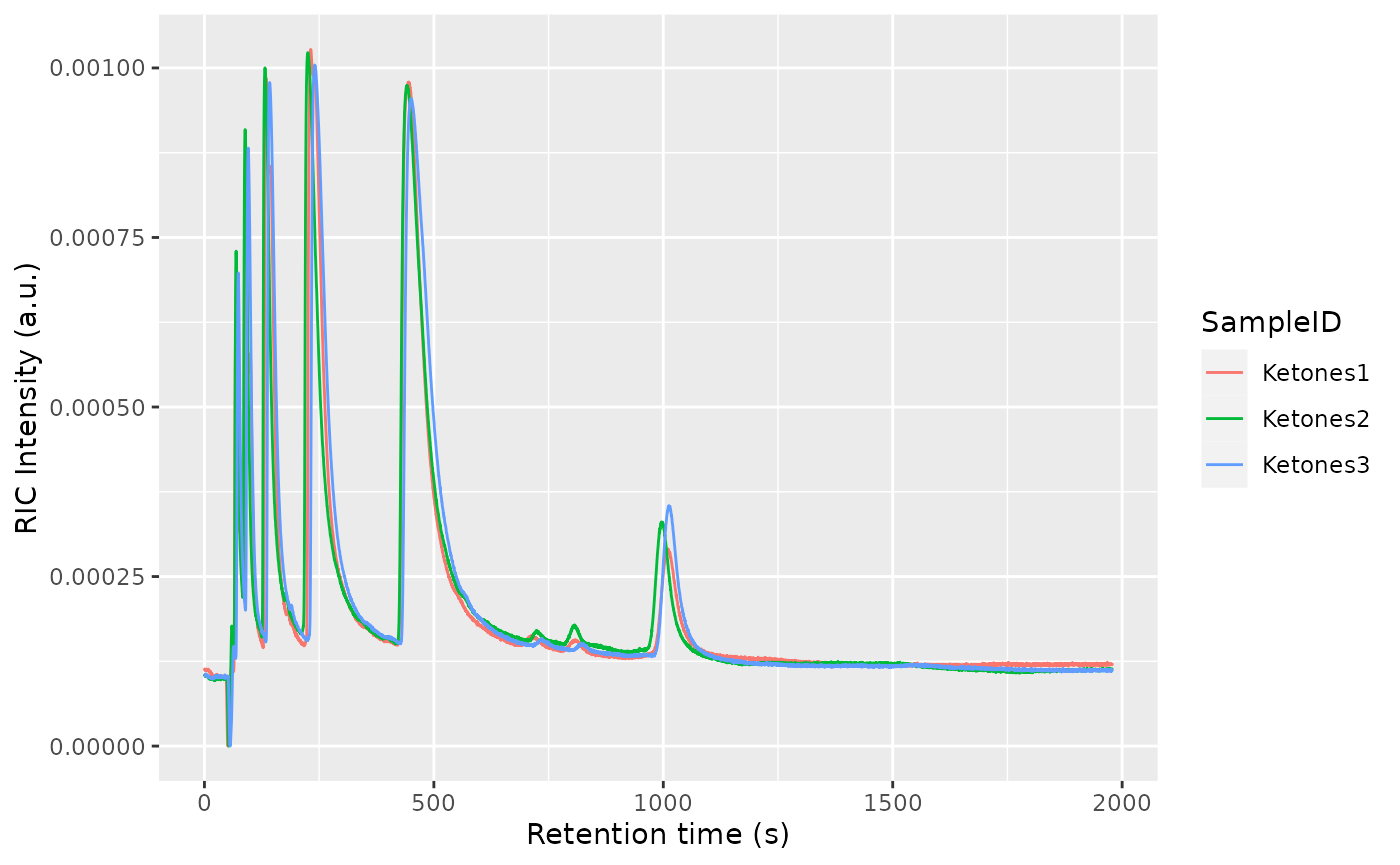 RIC Intensity (a.u.)
0.00100
0.00075
0.00050
0.00025
0.00000
0 500 1000 1500 2000
Retention time (s)
SampleID
Ketones1
Ketones2
Ketones3